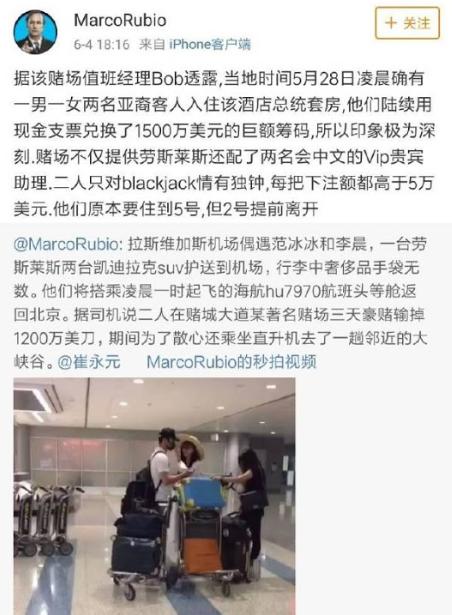 MarcoRubio
+ 关注
6-4 18:16 来自 iPhone客户端
据该赌场值班经理Bob透露,当地时间5月28日凌晨确有
一男一女两名亚裔客人入住该酒店总统套房,他们陆续用
现金支票兑换了1500万美元的巨额筹码,所以印象极为深
刻.赌场不仅提供劳斯莱斯还配了两名会中文的Vip贵宾
助理.二人只对blackjack情有独钟,每把下注额都高于5万
美元.他们原本要住到5号,但2号提前离开
@MarcoRubio: 拉斯维加斯机场偶遇范冰冰和李晨，一台劳
斯莱斯两台凯迪拉克suv护送到机场，行李中奢侈品手袋无
数。他们将搭乘凌晨一时起飞的海航hu7970航班头等舱返
回北京。据司机说二人在赌城大道某著名赌场三天豪赌输掉
1200万美刀，期间为了散心还乘坐直升机去了一趟邻近的大
峡谷。@崔永元 MarcoRubio的秒拍视频